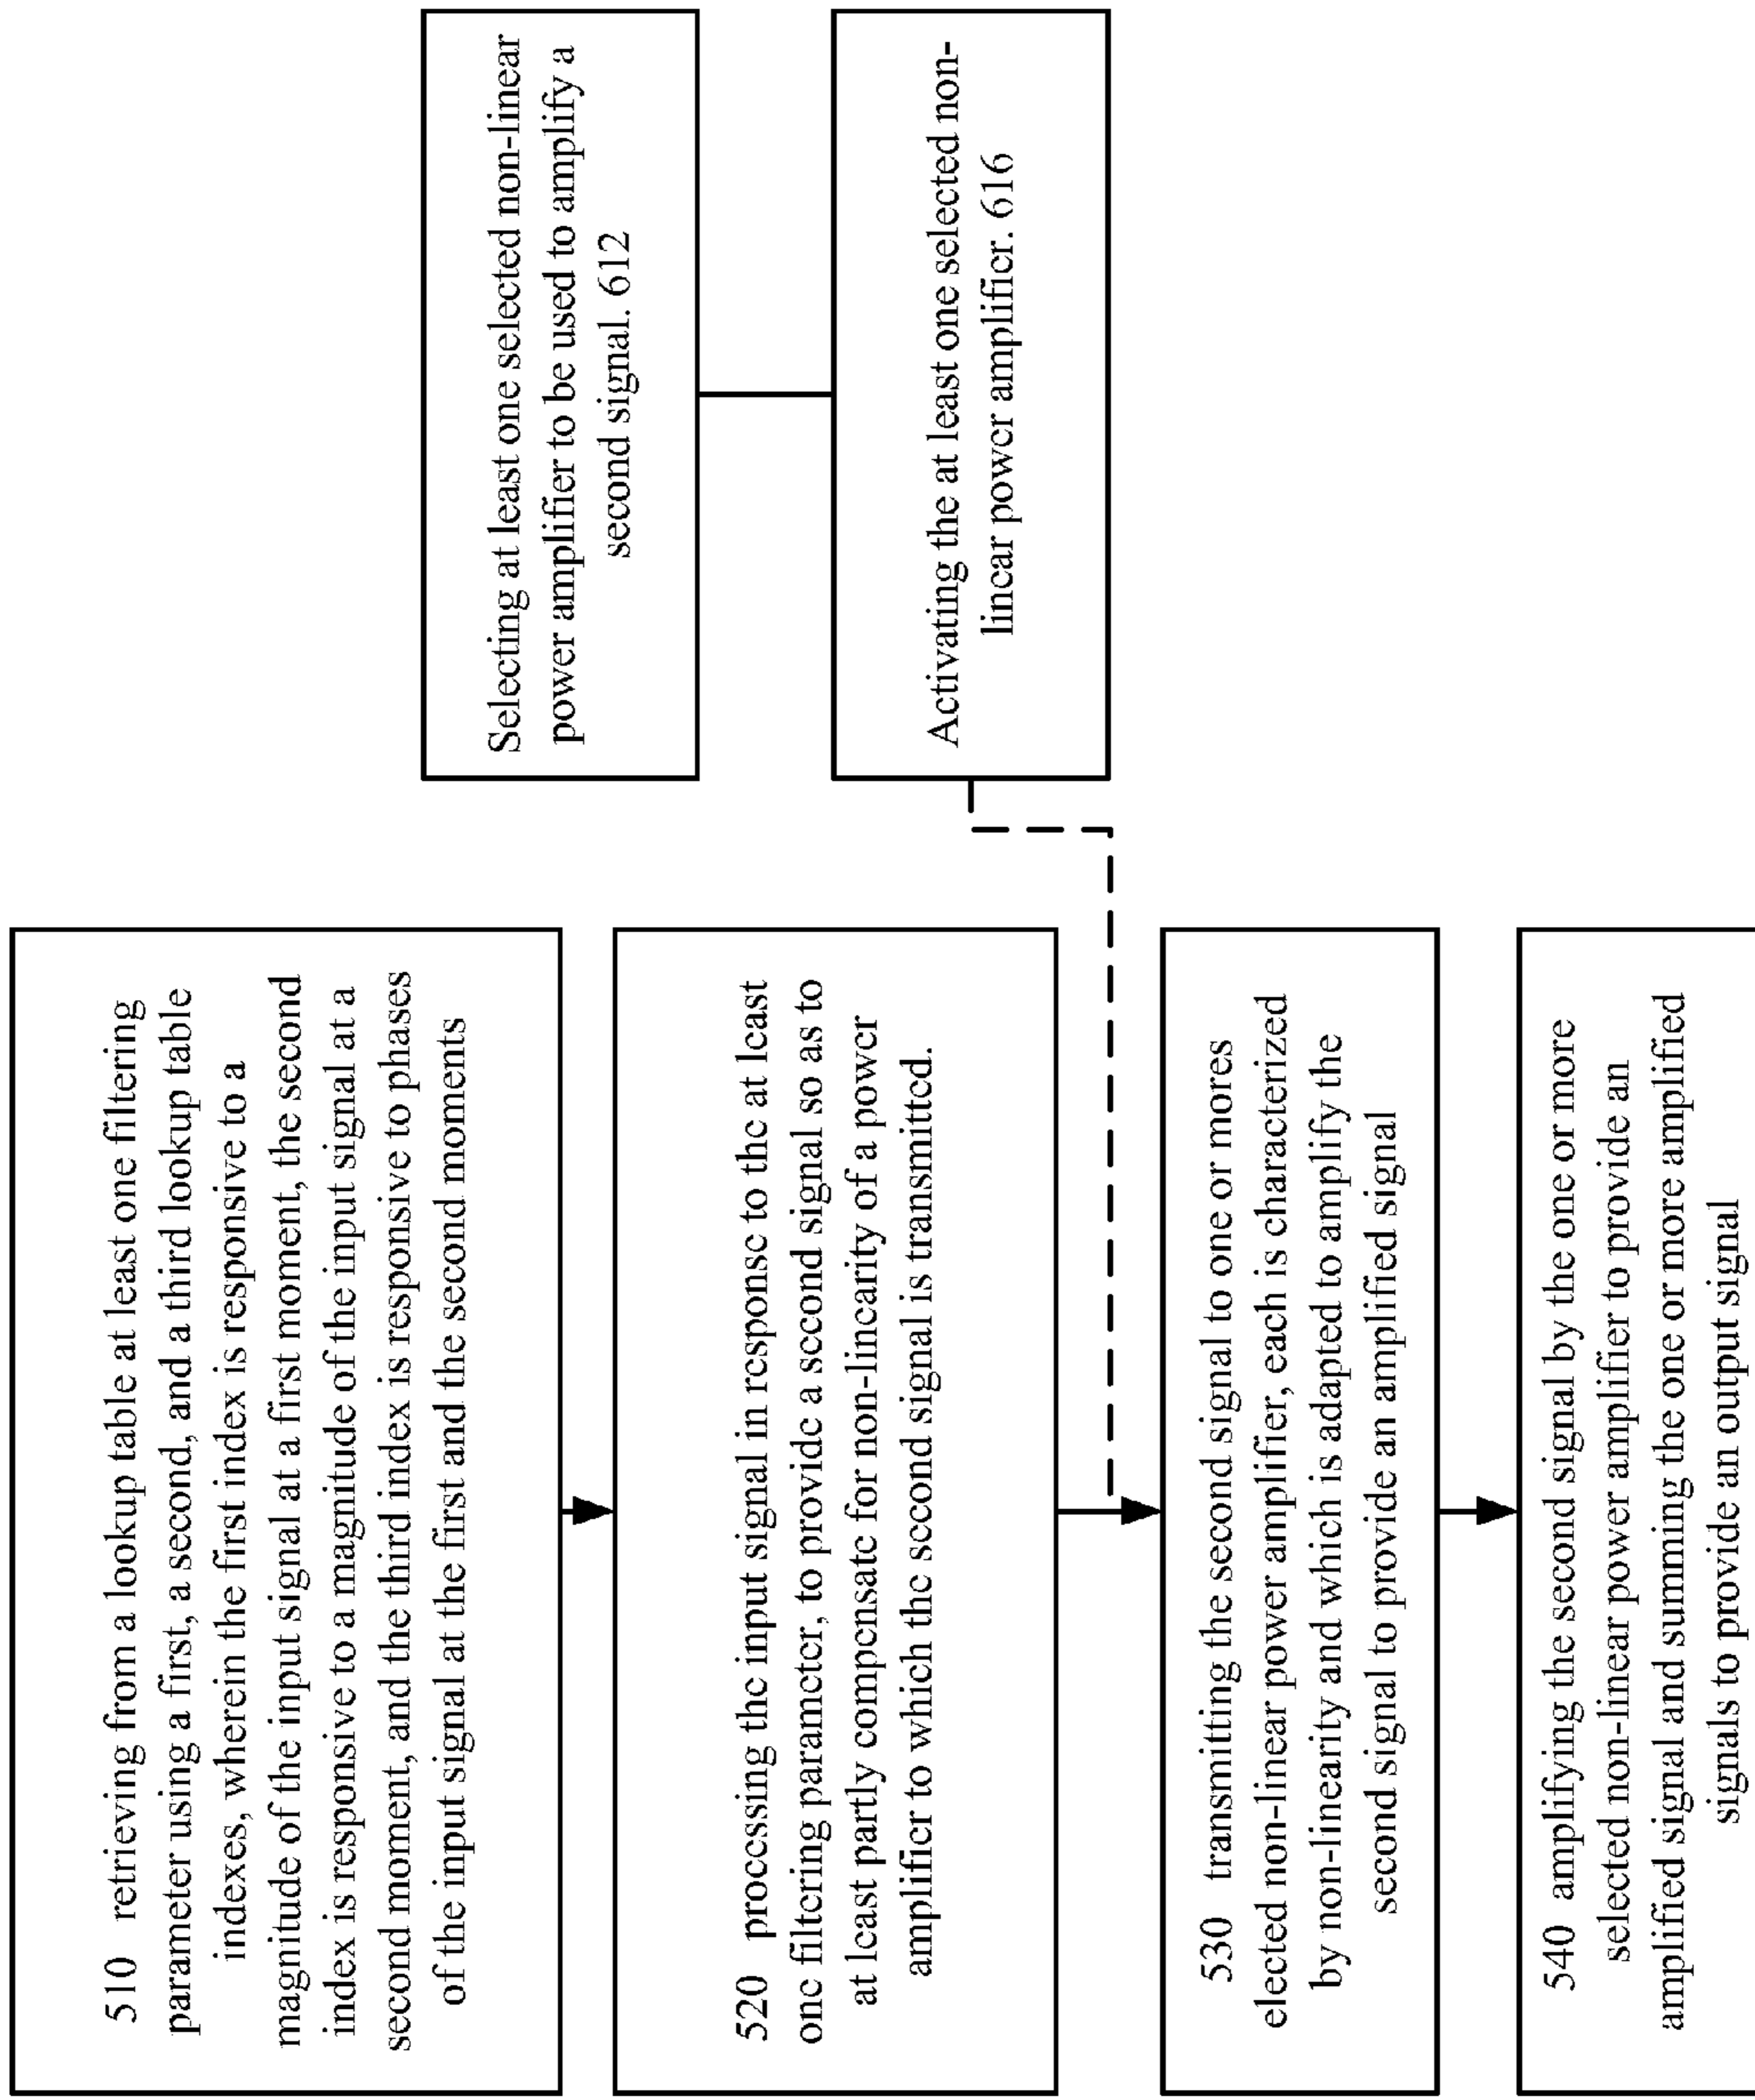 510 retrieving from a lookup table at least one filtering
parameter using a first, a second, and a third lookup table
indexes, wherein the first index is responsive to a
magnitude of the input signal at a first moment, the second
index is responsive to a magnitude of the input signal at a
second moment, and the third index is responsive to phases
of the input signal at the first and the second moments
520 processing the input signal in response to the at least
one filtering parameter, to provide a second signal so as to
at least partly compensate for non-linearity of a power
amplifier to which the second signal is transmitted.
530 transmitting the second signal to one or mores
elected non-linear power amplifier, each is characterized
by non-linearity and which is adapted to amplify the
second signal to provide an amplified signal
540 amplifying the second signal by the one or more
selected non-linear power amplifier to provide an
amplified signal and summing the one or more amplified
signals to provide an output signal
Selecting at least one selected non-linear
power amplifier to be used to amplify a
second signal. 612
Activating the at least one selected non-
linear power amplifier. 616